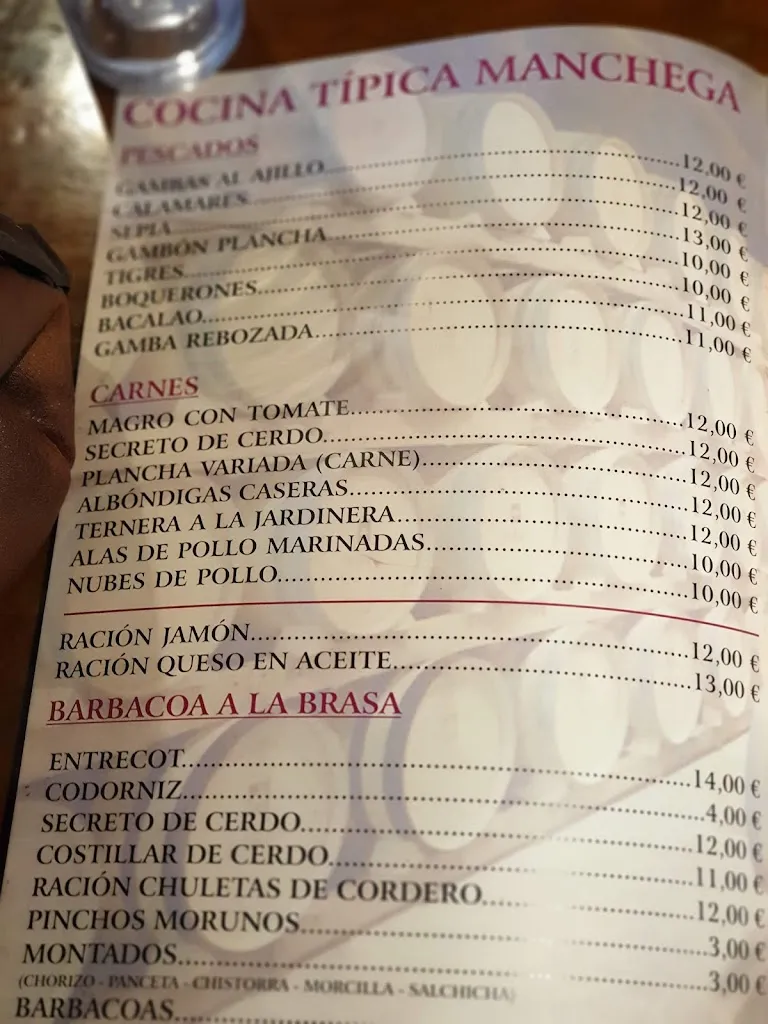 COCINA TÍPICA MANCHEGA
PESCADOS
GAMBAS AL AJILLO....12,00 €
CALAMARES....12,00 €
SEPIA....12,00 €
GAMBÓN PLANCHA....13,00 €
TIGRES....10,00 €
BOQUERONES....10,00 €
BACALAO....11,00 €
GAMBA REBOZADA....11,00 €
CARNES
MAGRO CON TOMATE....12,00 €
SECRETO DE CERDO....12,00 €
PLANCHA VARIADA (CARNE)....12,00 €
ALBÓNDIGAS CASERAS....12,00 €
TERNERA A LA JARDINERA....12,00 €
ALAS DE POLLO MARINADAS....10,00 €
NUBES DE POLLO....10,00 €
RACIÓN JAMÓN....12,00 €
RACIÓN QUESO EN ACEITE....13,00 €
BARBACOA A LA BRASA
ENTRECOT....14,00 €
CODORNIZ....4,00 €
SECRETO DE CERDO....12,00 €
COSTILLAR DE CERDO....11,00 €
RACIÓN CHULETAS DE CORDERO....12,00 €
PINCHOS MORUNOS....3,00 €
MONTADOS....3,00 €
(CHORIZO - PANCETA - CHISTORRA - MORCILLA - SALCHICHA)
BARBACOAS....